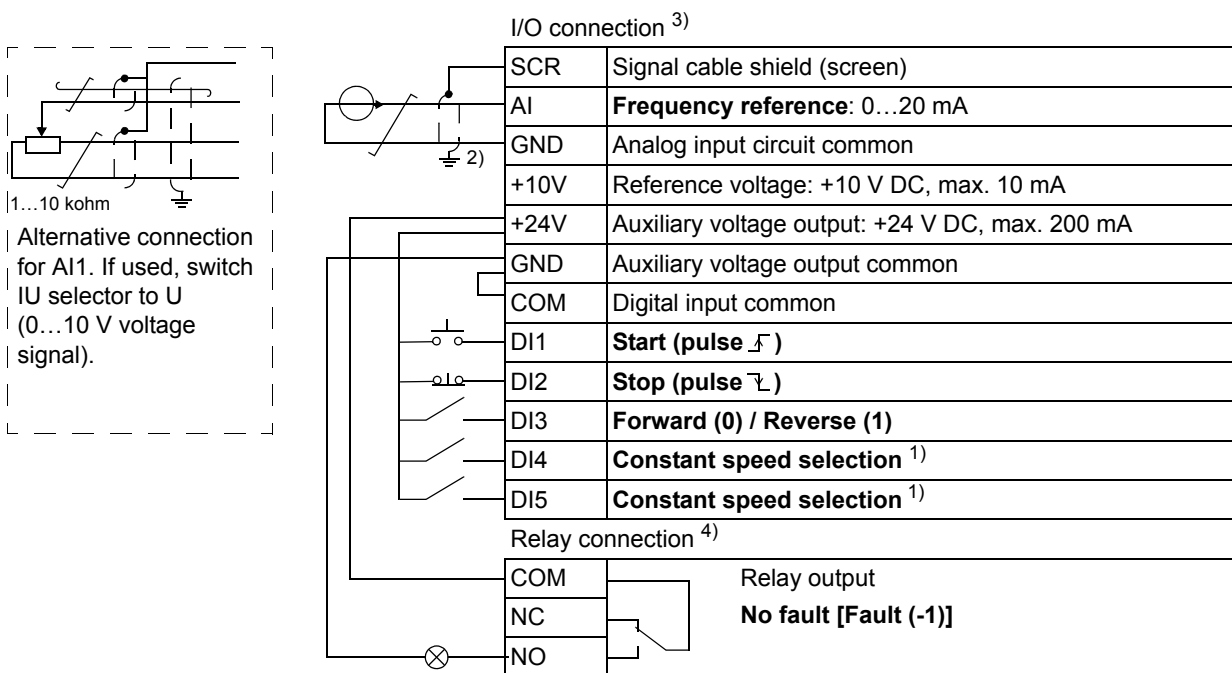 I/O connection 3)
SCR Signal cable shield (screen)
AI Frequency reference: 0…20 mA
GND Analog input circuit common
2)
+10V Reference voltage: +10 V DC, max. 10 mA
+24V Auxiliary voltage output: +24 V DC, max. 200 mA
GND Auxiliary voltage output common
COM Digital input common
DI1 Start (pulse )
DI2 Stop (pulse )
DI3 Forward (0) / Reverse (1)
DI4 Constant speed selection 1)
DI5 Constant speed selection 1)
1…10 kohm
Alternative connection
for AI1. If used, switch
IU selector to U
(0…10 V voltage
signal).
Relay connection 4)
COM Relay output
NC No fault [Fault (-1)]
NO